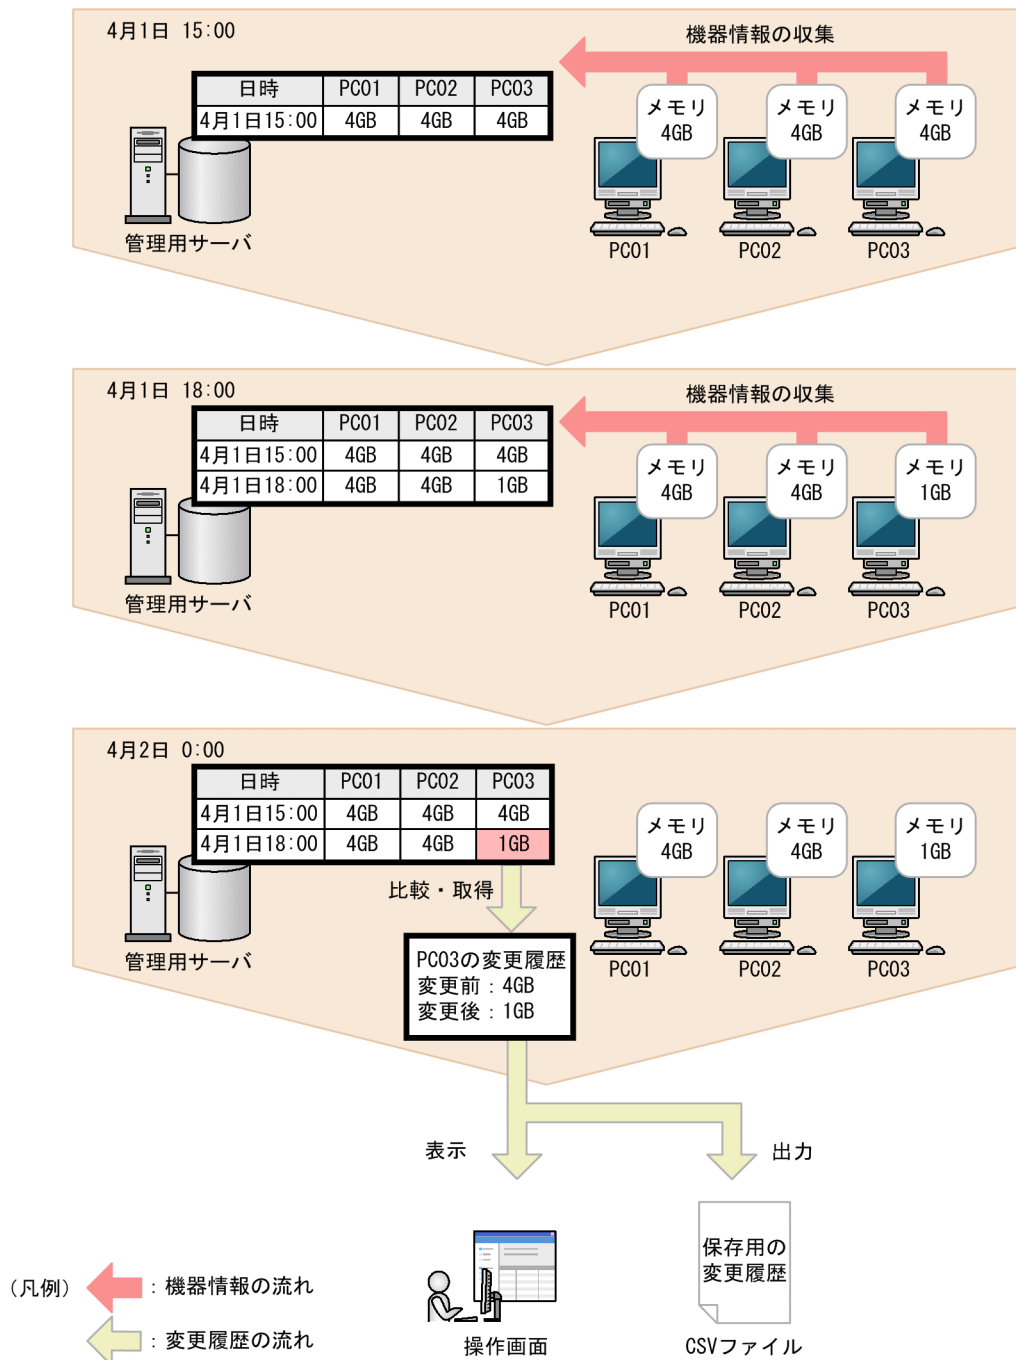 4月1日 15:00
機器情報の収集
日時 PC01 PC02 PC03
4月1日15:00 4GB 4GB 4GB
メモリ
4GB
メモリ
4GB
メモリ
4GB
管理用サーバ
PC01 PC02 PC03
4月1日 18:00
機器情報の収集
日時 PC01 PC02 PC03
4月1日15:00 4GB 4GB 4GB
4月1日18:00 4GB 4GB 1GB
メモリ
4GB
メモリ
4GB
メモリ
1GB
管理用サーバ
PC01 PC02 PC03
4月2日 0:00
日時 PC01 PC02 PC03
4月1日15:00 4GB 4GB 4GB
4月1日18:00 4GB 4GB 1GB
メモリ
4GB
メモリ
4GB
メモリ
1GB
比較・取得
管理用サーバ
PC01 PC02 PC03
PC03の変更履歴
変更前：4GB
変更後：1GB
表示
出力
保存用の
変更履歴
操作画面
CSVファイル
（凡例）
：機器情報の流れ
：変更履歴の流れ